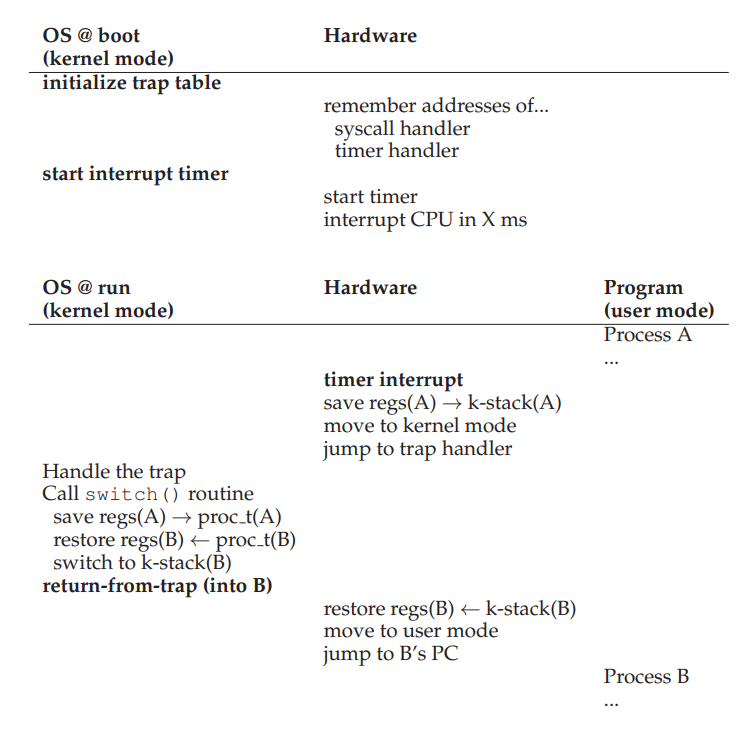 OS @ boot Hardware
(kernel mode)
initialize trap table
remember addresses of...
syscall handler
timer handler
start interrupt timer
start timer
interrupt CPU in X ms
OS @ run Hardware Program
(kernel mode) (user mode)
Process A
...
timer interrupt
save regs(A) → k-stack(A)
move to kernel mode
jump to trap handler
Handle the trap
Call switch() routine
save regs(A) → proc_t(A)
restore regs(B) ← proc_t(B)
switch to k-stack(B)
return-from-trap (into B)
restore regs(B) ← k-stack(B)
move to user mode
jump to B's PC
Process B
...